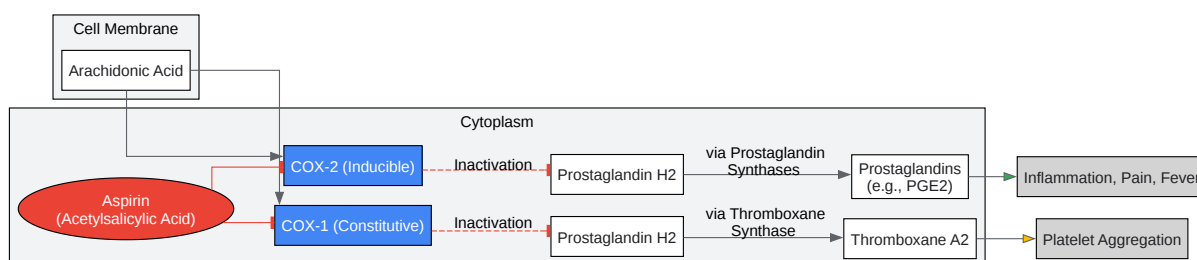 Cell Membrane
Arachidonic Acid
Cytoplasm
COX-2 (Inducible)
Inactivation
Prostaglandin H2
via Prostaglandin
Synthases
Prostaglandins
(e.g., PGE2)
Inflammation, Pain, Fever
Aspirin
(Acetylsalicylic Acid)
COX-1 (Constitutive)
Inactivation
Prostaglandin H2
via Thromboxane
Synthase
Thromboxane A2
Platelet Aggregation